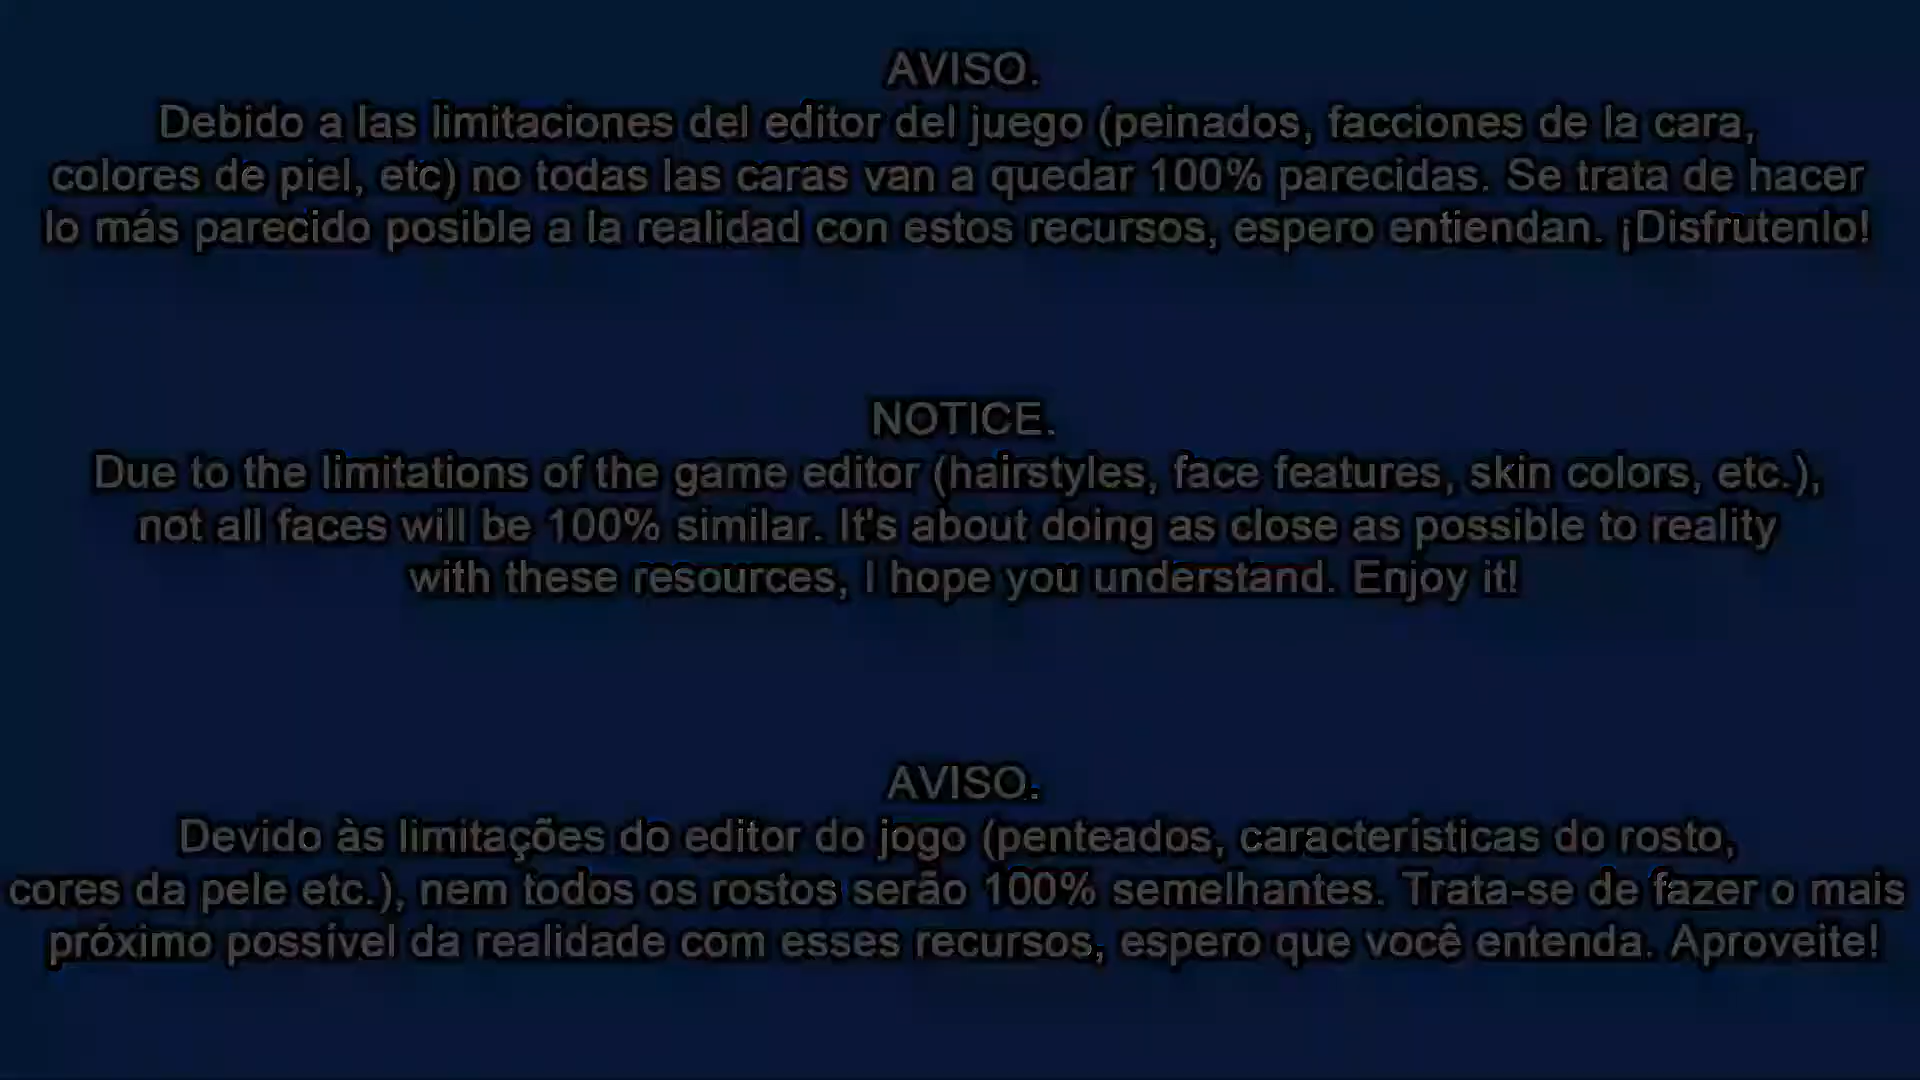 AVISO.
Debido a las limitaciones del editor del juego (peinados, facciones de la cara,
colores de piel, etc) no todas las caras van a quedar 100% parecidas. Se trata de hacer
lo más parecido posible a la realidad con estos recursos, espero entiendan. ¡Disfrutenlo!
NOTICE.
Due to the limitations of the game editor (hairstyles, face features, skin colors, etc.),
not all faces will be 100% similar. It's about doing as close as possible to reality
with these resources, I hope you understand. Enjoy it!
AVISO.
Devido às limitações do editor do jogo (penteados, características do rosto,
cores da pele etc.), nem todos os rostos serão 100% semelhantes. Trata-se de fazer o mais
próximo possível da realidade com esses recursos, espero que você entenda. Aproveite!